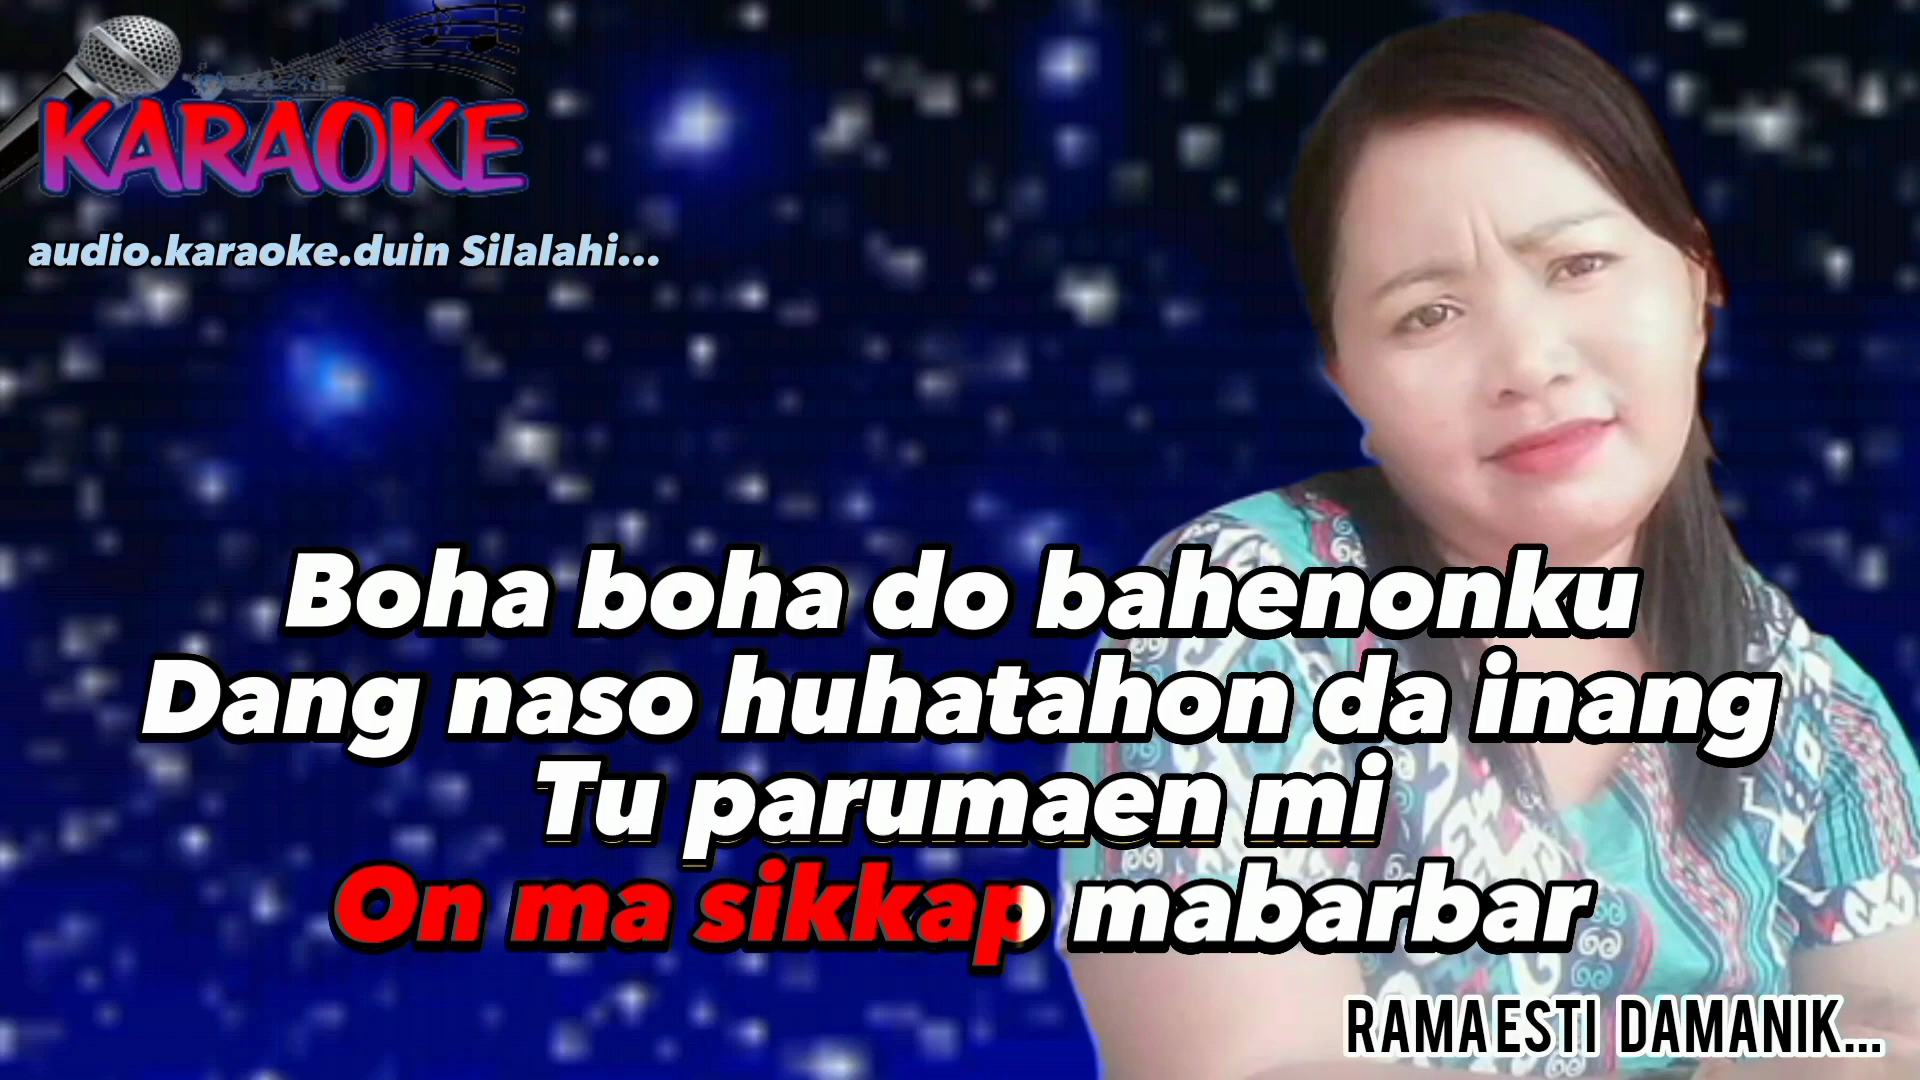 KARAOKE
audio.karaoke.duin Silalahi...
Boha boha do bahenonku
Dang naso huhatahon da inang
Tu parumaen mi
On ma sikkap mabarbar
RAMAESTI DAMANIK...